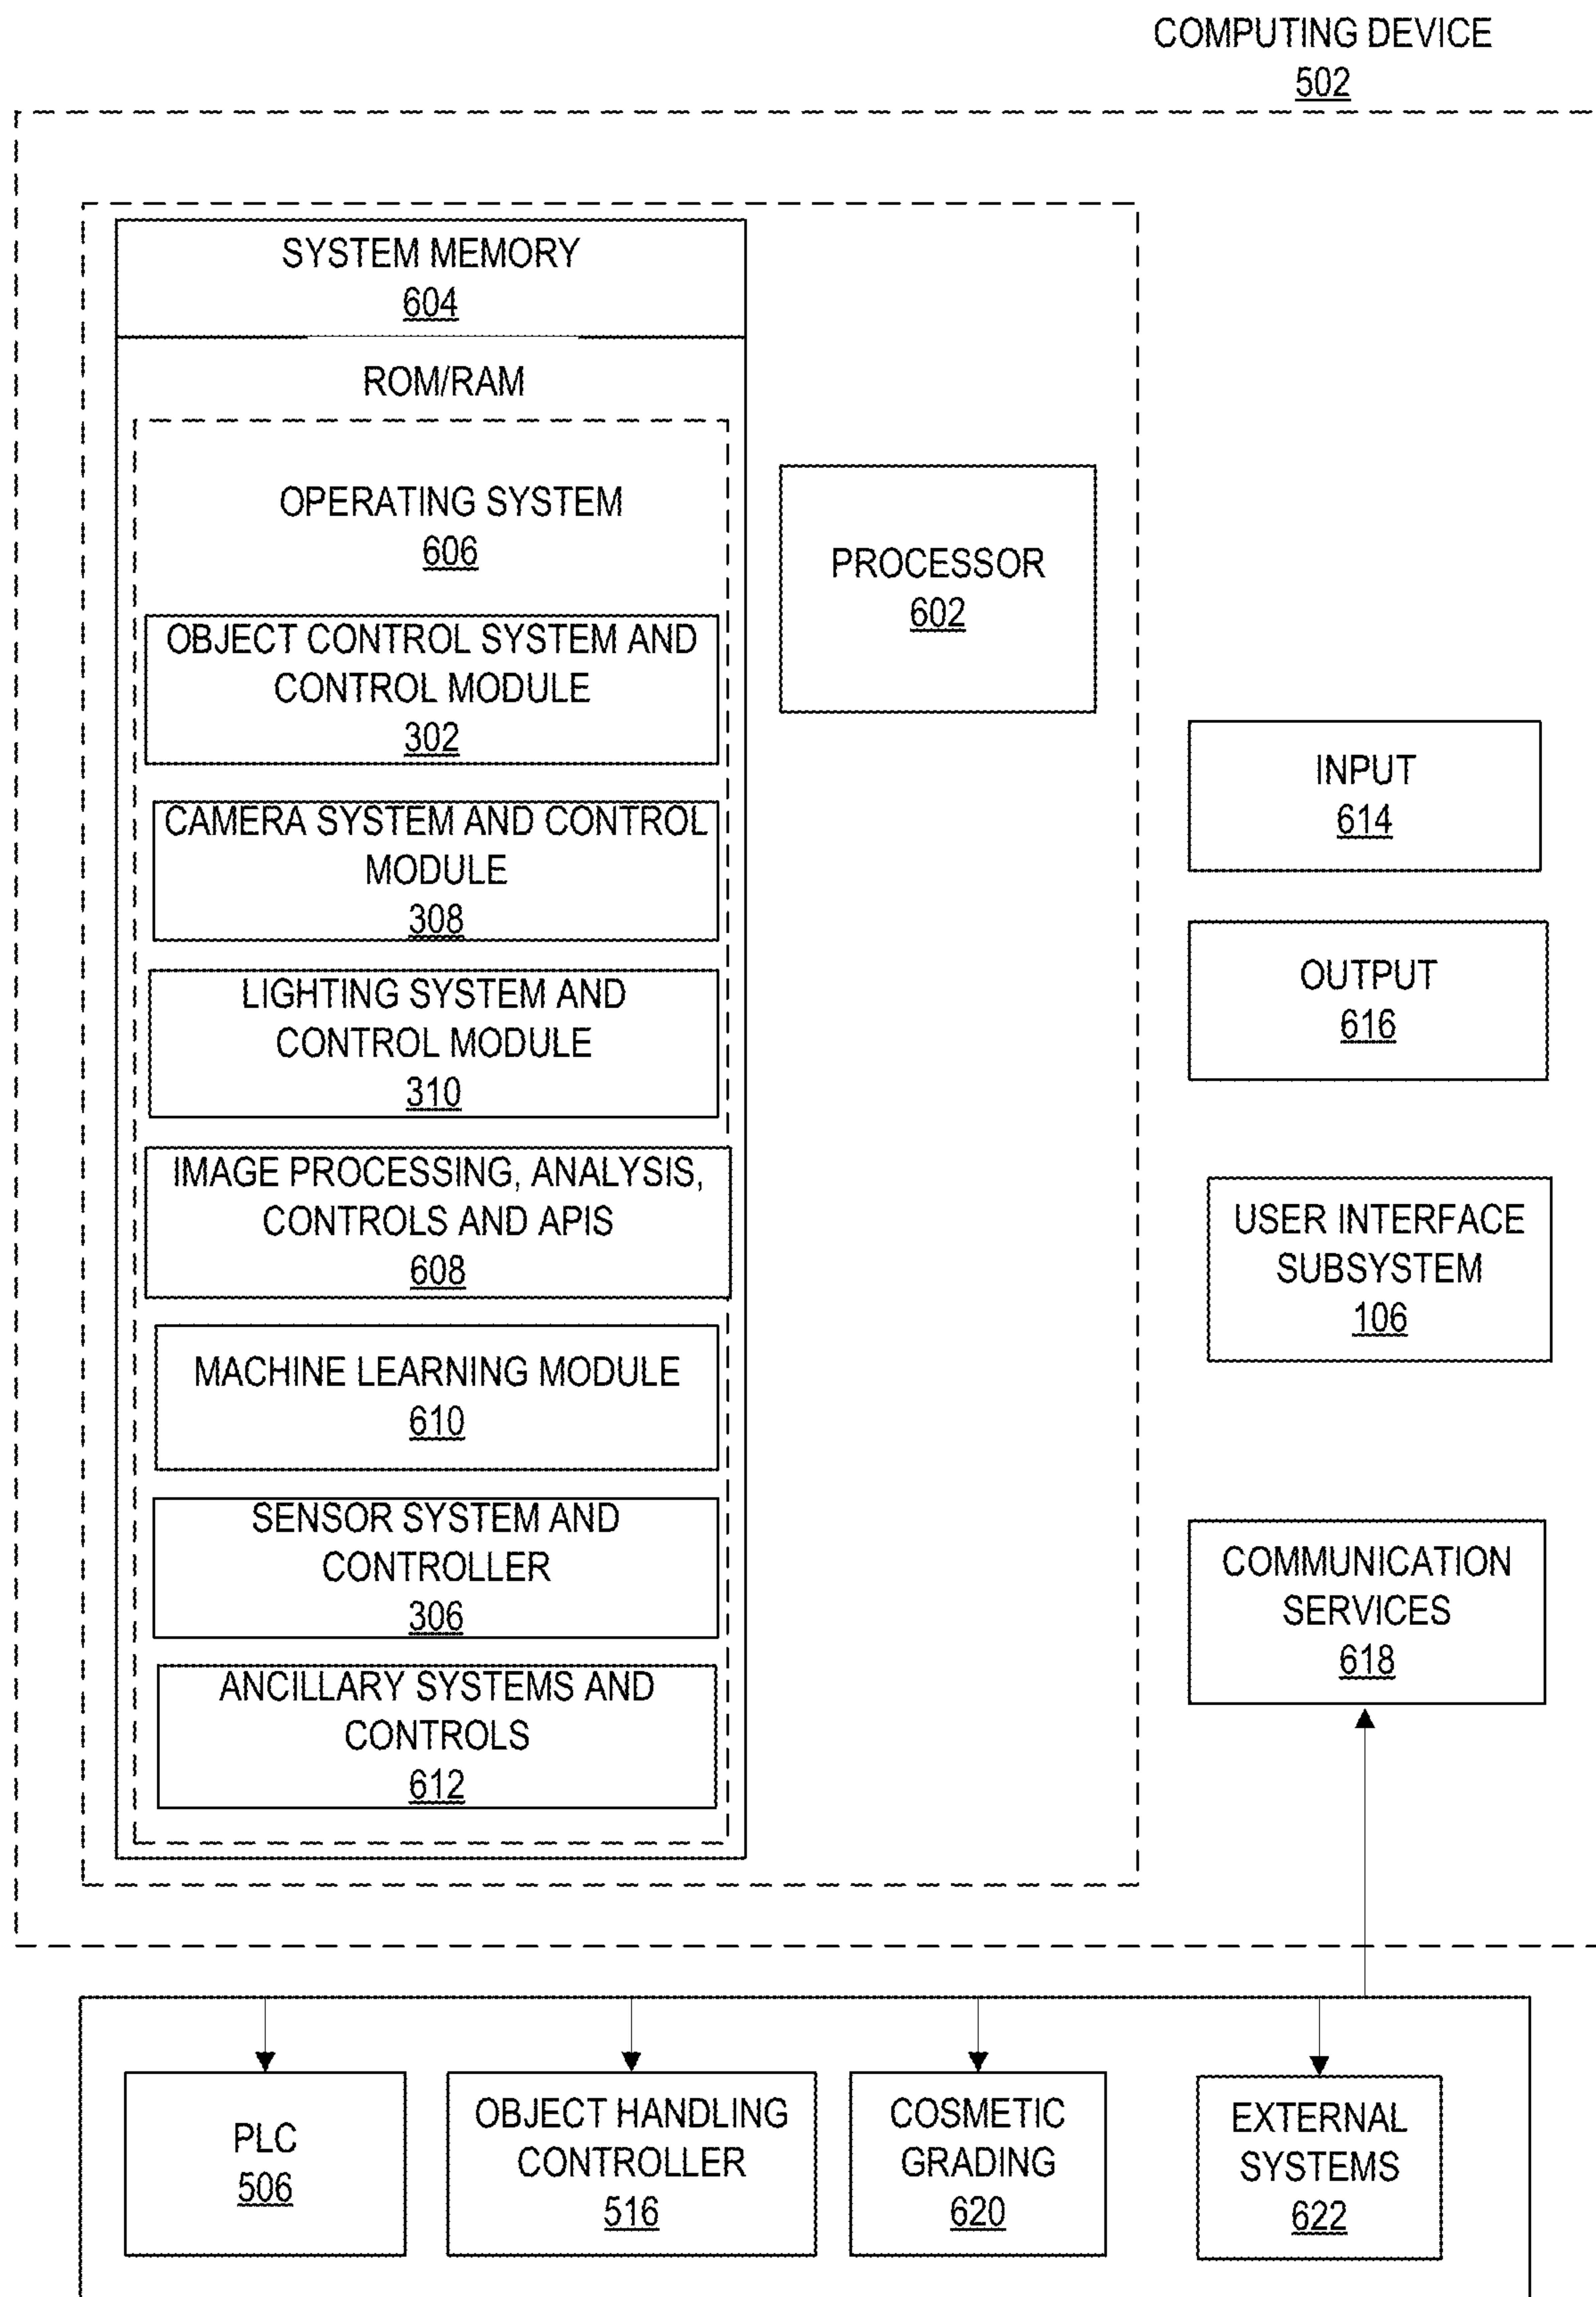 COMPUTING DEVICE
502
SYSTEM MEMORY
604
ROM/RAM
OPERATING SYSTEM
606
OBJECT CONTROL SYSTEM AND
CONTROL MODULE
302
CAMERA SYSTEM AND CONTROL
MODULE
308
LIGHTING SYSTEM AND
CONTROL MODULE
310
IMAGE PROCESSING, ANALYSIS,
CONTROLS AND APIS
608
MACHINE LEARNING MODULE
610
SENSOR SYSTEM AND
CONTROLLER
306
ANCILLARY SYSTEMS AND
CONTROLS
612
PROCESSOR
602
INPUT
614
OUTPUT
616
USER INTERFACE
SUBSYSTEM
106
COMMUNICATION
SERVICES
618
PLC
506
OBJECT HANDLING
CONTROLLER
516
COSMETIC
GRADING
620
EXTERNAL
SYSTEMS
622